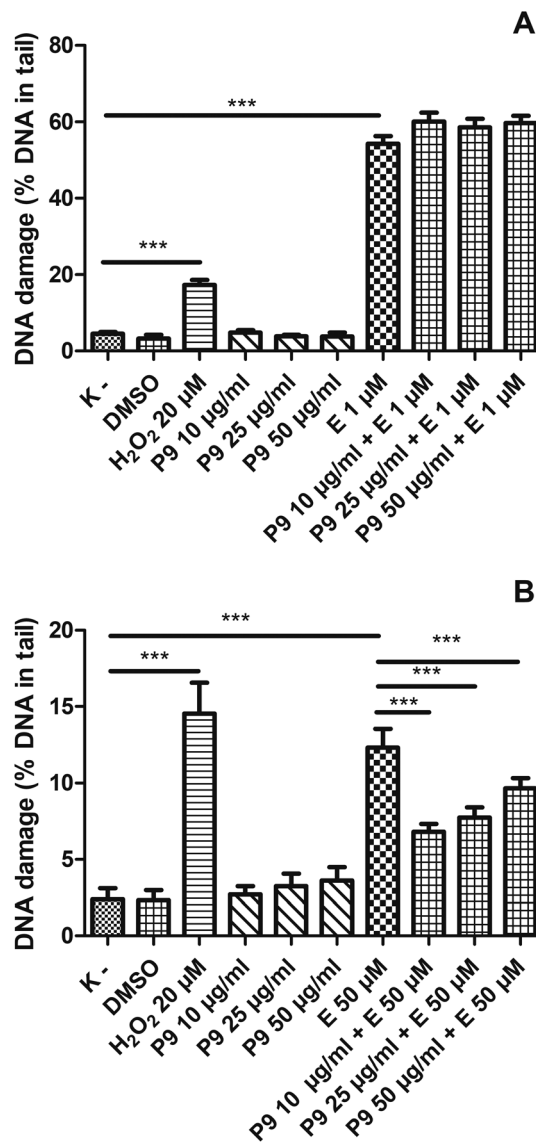 A
DNA damage (% DNA in tail)
80
60
40
20
0
***
***
K -
DMSO
H₂O₂ 20 µM
P9 10 µg/ml
P9 25 µg/ml
P9 50 µg/ml
E 1 µM
P9 10 µg/ml + E 1 µM
P9 25 µg/ml + E 1 µM
P9 50 µg/ml + E 1 µM
B
DNA damage (% DNA in tail)
20
15
10
5
0
***
***
***
***
***
K -
DMSO
H₂O₂ 20 µM
P9 10 µg/ml
P9 25 µg/ml
P9 50 µg/ml
E 50 µM
P9 10 µg/ml + E 50 µM
P9 25 µg/ml + E 50 µM
P9 50 µg/ml + E 50 µM